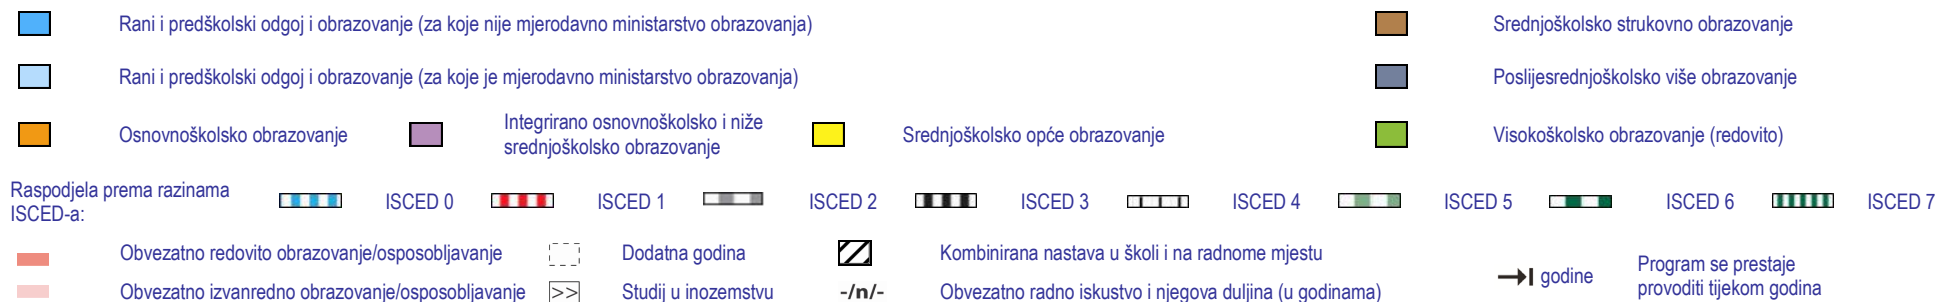 Rani i predškolski odgoj i obrazovanje (za koje nije mjerodavno ministarstvo obrazovanja)
Srednjoškolsko strukovno obrazovanje
Rani i predškolski odgoj i obrazovanje (za koje je mjerodavno ministarstvo obrazovanja)
Poslijesrednjoškolsko više obrazovanje
Osnovnoškolsko obrazovanje
Integrirano osnovnoškolsko i niže
srednjoškolsko obrazovanje
Srednjoškolsko opće obrazovanje
Visokoškolsko obrazovanje (redovito)
Raspodjela prema razinama
ISCED-a:
ISCED 0
ISCED 1
ISCED 2
ISCED 3
ISCED 4
ISCED 5
ISCED 6
ISCED 7
Obvezatno redovito obrazovanje/osposobljavanje
Dodatna godina
Kombinirana nastava u školi i na radnome mjestu
godine
Program se prestaje
provoditi tijekom godina
Obvezatno izvanredno obrazovanje/osposobljavanje
>>
Studij u inozemstvu
-/n/-
Obvezatno radno iskustvo i njegova duljina (u godinama)